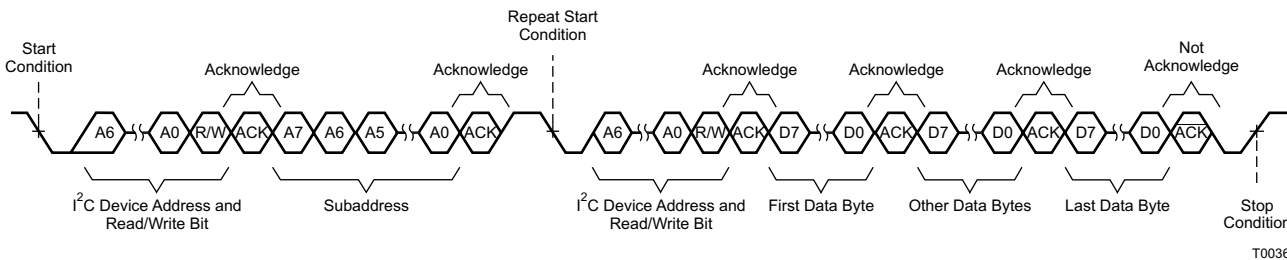 Start
Condition
Repeat Start
Condition
Not
Acknowledge
Acknowledge
Acknowledge
Acknowledge
Acknowledge
Acknowledge
A6 A0 R/W ACK A7 A6 A5 A0 ACK A6 A0 R/W ACK D7 D0 ACK D7 D0 ACK D7 D0 ACK
I2C Device Address and
Read/Write Bit
Subaddress
I2C Device Address and
Read/Write Bit
First Data Byte
Other Data Bytes
Last Data Byte
Stop
Condition
T0036